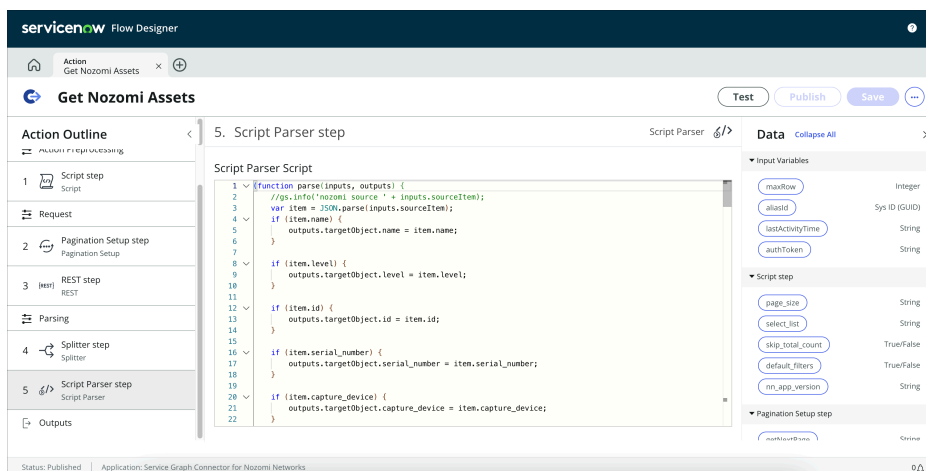 servicenow Flow Designer
Action
Get Nozomi Assets
Get Nozomi Assets
Test
Publish
Save
Action Outline
Action Preprocessing
1 Script step
Script
Request
2 Pagination Setup step
Pagination Setup
3 {REST} REST step
REST
Parsing
4 Splitter step
Splitter
5 Script Parser step
Script Parser
Outputs
5. Script Parser step
Script Parser
Script Parser Script
1 (function parse(inputs, outputs) {
2 //gs.info('nozomi source ' + inputs.sourceItem);
3 var item = JSON.parse(inputs.sourceItem);
4 if (item.name) {
5 outputs.targetObject.name = item.name;
6 }
7
8 if (item.level) {
9 outputs.targetObject.level = item.level;
10 }
11
12 if (item.id) {
13 outputs.targetObject.id = item.id;
14 }
15
16 if (item.serial_number) {
17 outputs.targetObject.serial_number = item.serial_number;
18 }
19
20 if (item.capture_device) {
21 outputs.targetObject.capture_device = item.capture_device;
22 }
Data Collapse All
Input Variables
maxRow Integer
aliasId Sys ID (GUID)
lastActivityTime String
authToken String
Script step
page_size String
select_list String
skip_total_count True/False
default_filters True/False
nn_app_version String
Pagination Setup step
getNextPage String
Status: Published | Application: Service Graph Connector for Nozomi Networks
0